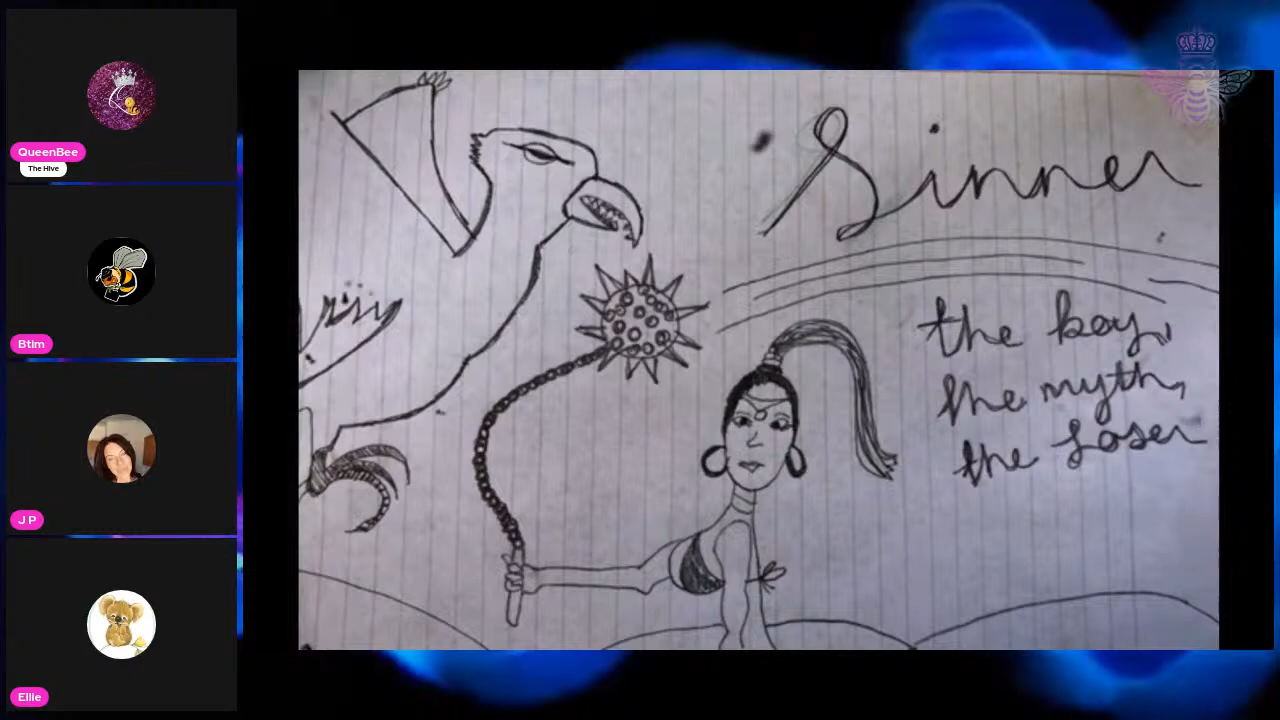 QueenBee
The Hive
Btim
J P
Ellie
Sinner
the boy,
the myth,
the Loser